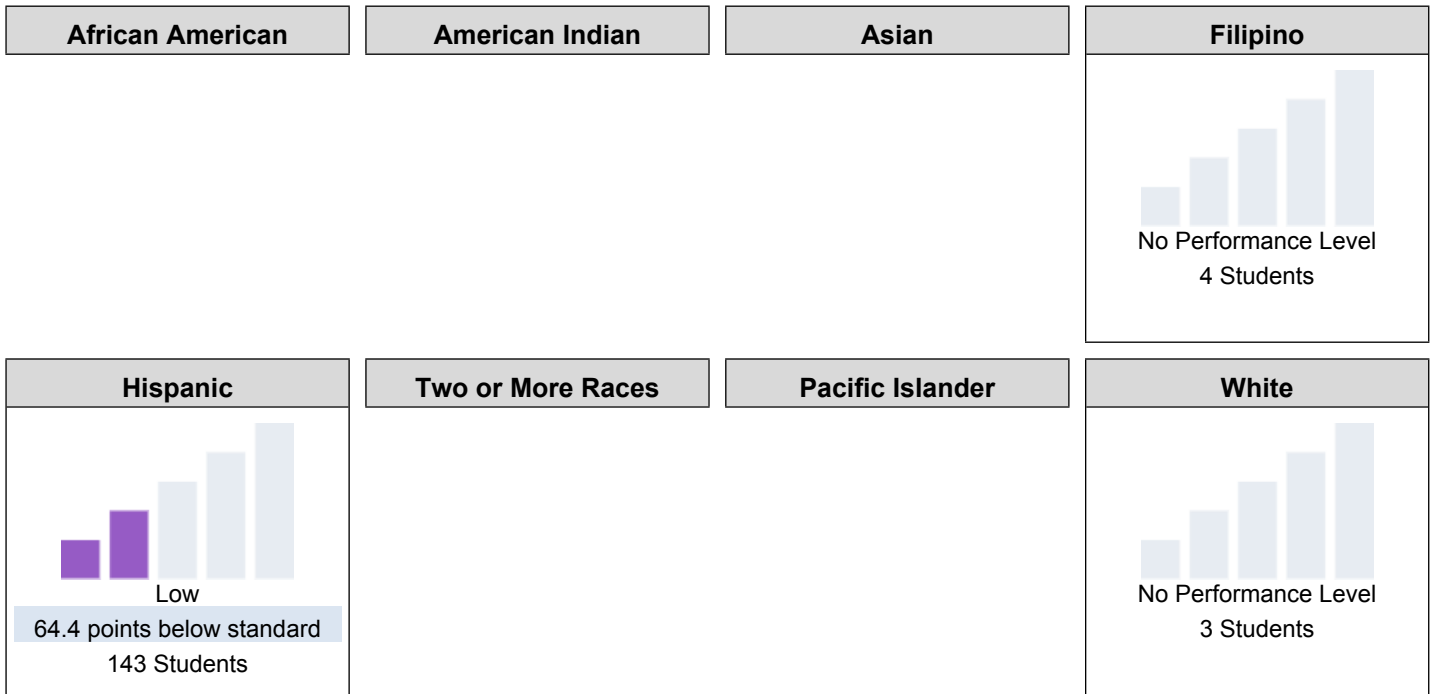 African American
American Indian
Asian
Filipino
No Performance Level
4 Students
Hispanic
Two or More Races
Pacific Islander
White
Low
64.4 points below standard
143 Students
No Performance Level
3 Students